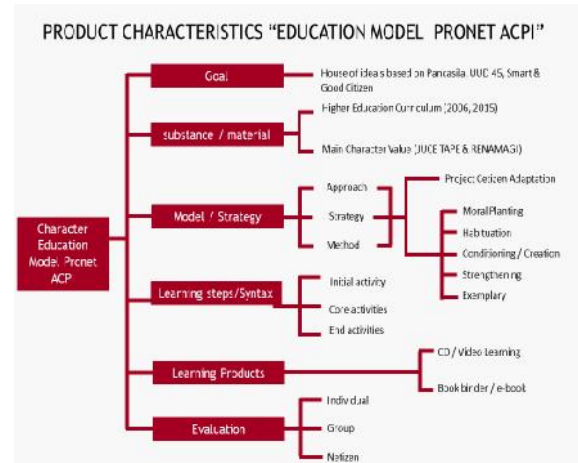 PRODUCT CHARACTERISTICS “EDUCATION MODEL PRONET ACPI”
Goal
House of ideals based on Pancasila, UUD 45, Smart &
Good Citizen
substance / material
Higher Education Curriculum (2006, 2015)
Main Character Value (JUCE TAPE & RENAMAGI)
Character
Education
Model Pronet
ACPI
Model / Strategy
Approach
Strategy
Method
Project Cetizen Adaptation
Moral Planting
Habituation
Conditioning / Creation
Strengthening
Exemplary
Learning steps/Syntax
Initial activity
Core activities
End activities
Learning Products
CD / Video Learning
Book binder / e-book
Evaluation
Individual
Group
Netizen